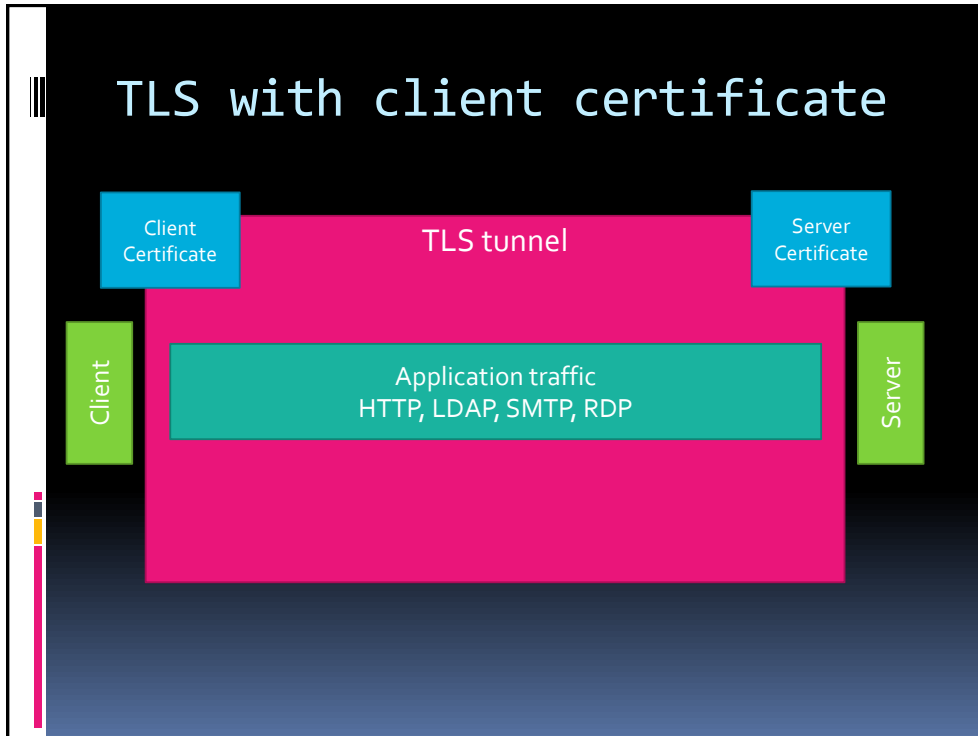 TLS with client certificate
Client
Certificate
TLS tunnel
Server
Certificate
Client
Application traffic
HTTP, LDAP, SMTP, RDP
Server